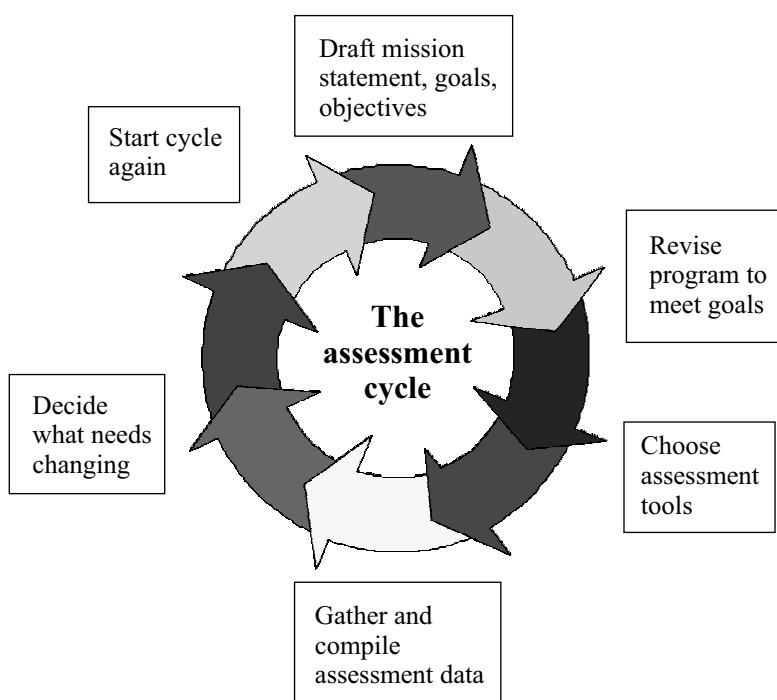 Draft mission
statement, goals,
objectives
Start cycle
again
Revise
program to
meet goals
The
assessment
cycle
Decide
what needs
changing
Choose
assessment
tools
Gather and
compile
assessment data